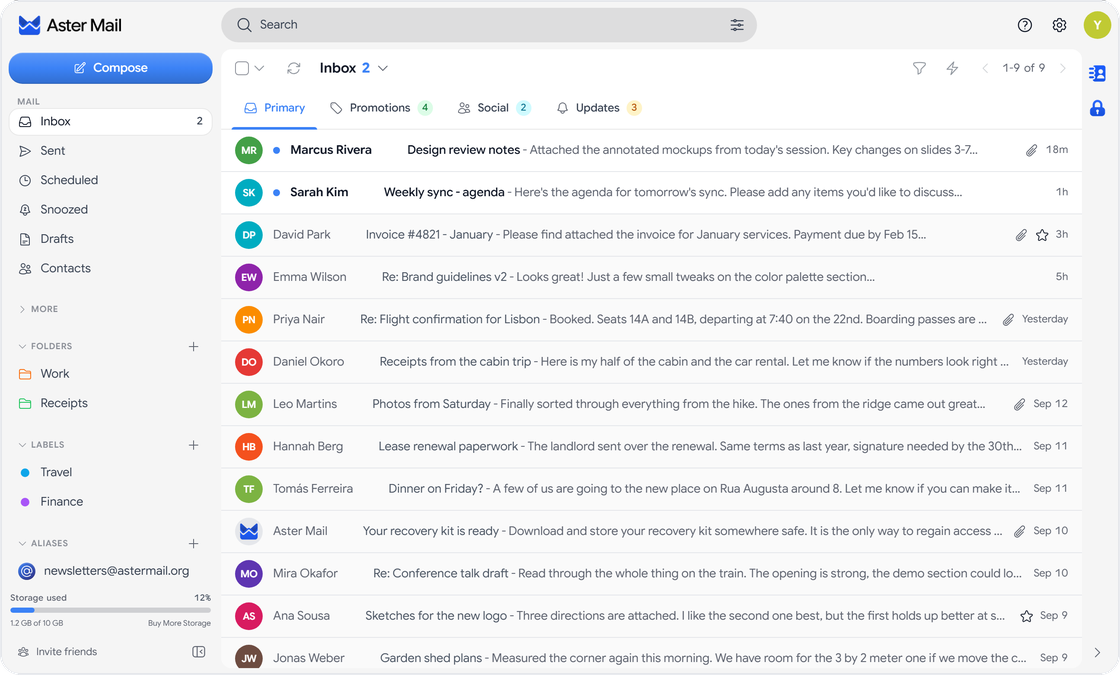 Aster Mail
Search
Y
Compose
Inbox 2
1-9 of 9
MAIL
Inbox 2
Sent
Scheduled
Snoozed
Drafts
Contacts
MORE
FOLDERS
Work
Receipts
LABELS
Travel
Finance
ALIASES
newsletters@astermail.org
Storage used 12%
1.2 GB of 10 GB Buy More Storage
Invite friends
Primary Promotions 4 Social 2 Updates 3
MR Marcus Rivera Design review notes - Attached the annotated mockups from today's session. Key changes on slides 3-7... 18m
SK Sarah Kim Weekly sync - agenda - Here's the agenda for tomorrow's sync. Please add any items you'd like to discuss... 1h
DP David Park Invoice #4821 - January - Please find attached the invoice for January services. Payment due by Feb 15... 3h
EW Emma Wilson Re: Brand guidelines v2 - Looks great! Just a few small tweaks on the color palette section... 5h
PN Priya Nair Re: Flight confirmation for Lisbon - Booked. Seats 14A and 14B, departing at 7:40 on the 22nd. Boarding passes are ... Yesterday
DO Daniel Okoro Receipts from the cabin trip - Here is my half of the cabin and the car rental. Let me know if the numbers look right ... Yesterday
LM Leo Martins Photos from Saturday - Finally sorted through everything from the hike. The ones from the ridge came out great... Sep 12
HB Hannah Berg Lease renewal paperwork - The landlord sent over the renewal. Same terms as last year, signature needed by the 30th... Sep 11
TF Tomás Ferreira Dinner on Friday? - A few of us are going to the new place on Rua Augusta around 8. Let me know if you can make it... Sep 11
Aster Mail Your recovery kit is ready - Download and store your recovery kit somewhere safe. It is the only way to regain access ... Sep 10
MO Mira Okafor Re: Conference talk draft - Read through the whole thing on the train. The opening is strong, the demo section could lo... Sep 10
AS Ana Sousa Sketches for the new logo - Three directions are attached. I like the second one best, but the first holds up better at s... Sep 9
JW Jonas Weber Garden shed plans - Measured the corner again this morning. We have room for the 3 by 2 meter one if we move the c... Sep 9